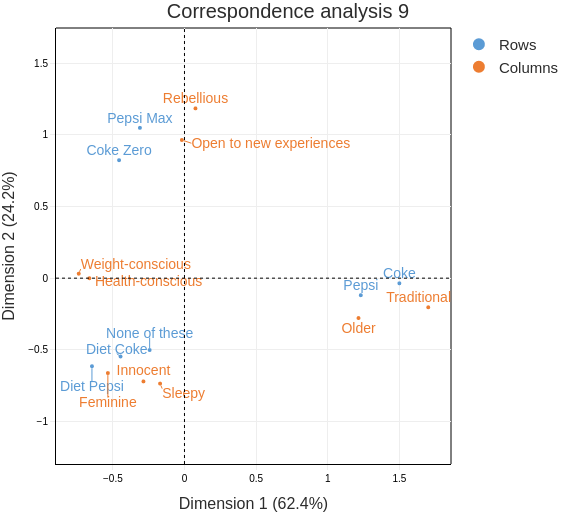 Correspondence analysis 9
Rows
Columns
Dimension 2 (24.2%)
1.5
1
0.5
0
−0.5
−1
Rebellious
Pepsi Max
Open to new experiences
Coke Zero
Weight-conscious
Health-conscious
Coke
Pepsi
Traditional
Older
None of these
Diet Coke
Innocent
Diet Pepsi
Sleepy
Feminine
−0.5
0
0.5
1
1.5
Dimension 1 (62.4%)